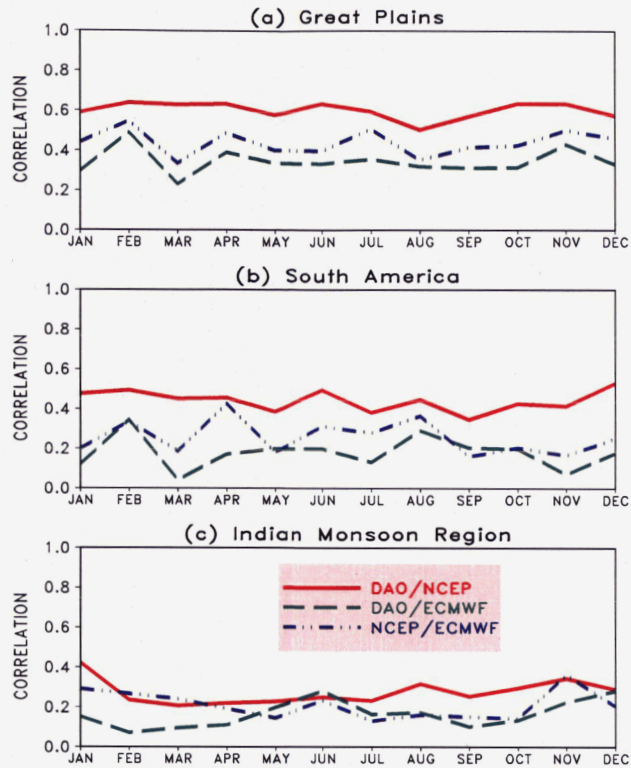 (a) Great Plains
1.0
0.8
0.6
0.4
0.2
0.0
CORRELATION
JAN FEB MAR APR MAY JUN JUL AUG SEP OCT NOV DEC
(b) South America
1.0
0.8
0.6
0.4
0.2
0.0
CORRELATION
JAN FEB MAR APR MAY JUN JUL AUG SEP OCT NOV DEC
(c) Indian Monsoon Region
1.0
0.8
0.6
0.4
0.2
0.0
CORRELATION
DAO/NCEP
DAO/ECMWF
NCEP/ECMWF
JAN FEB MAR APR MAY JUN JUL AUG SEP OCT NOV DEC